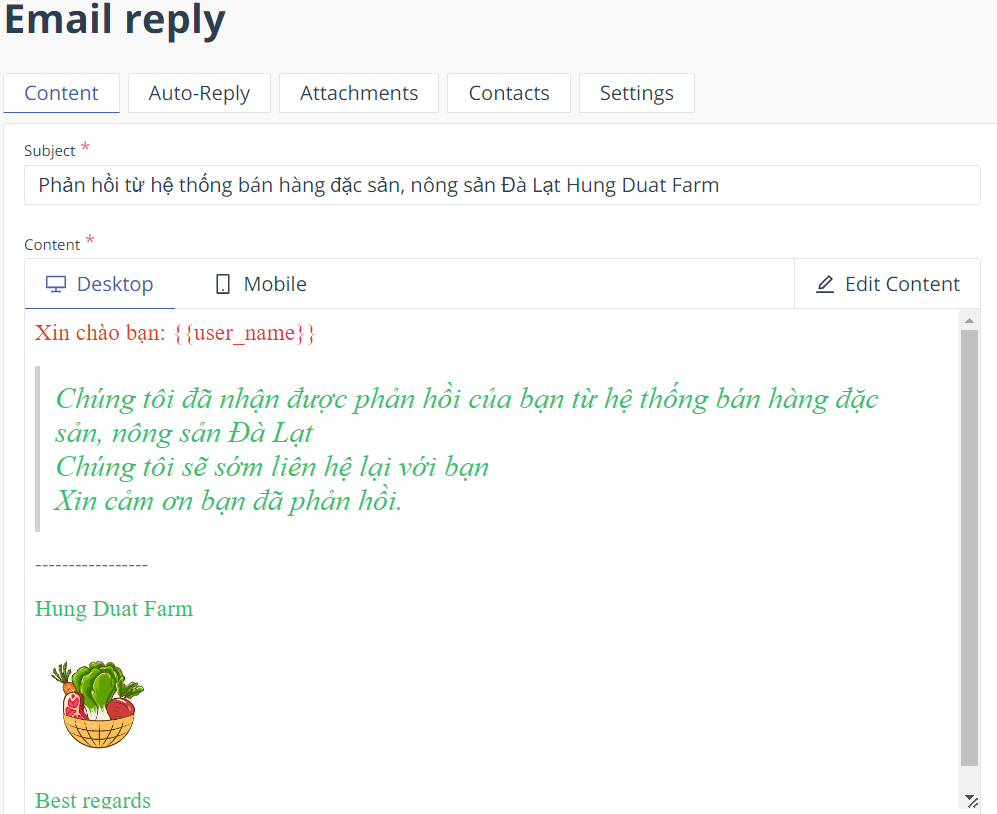 Email reply
Content Auto-Reply Attachments Contacts Settings
Subject *
Phản hồi từ hệ thống bán hàng đặc sản, nông sản Đà Lạt Hung Duat Farm
Content *
Desktop Mobile Edit Content
Xin chào bạn: {{user_name}}
Chúng tôi đã nhận được phản hồi của bạn từ hệ thống bán hàng đặc
sản, nông sản Đà Lạt
Chúng tôi sẽ sớm liên hệ lại với bạn
Xin cảm ơn bạn đã phản hồi.
-----------------
Hung Duat Farm
Best regards